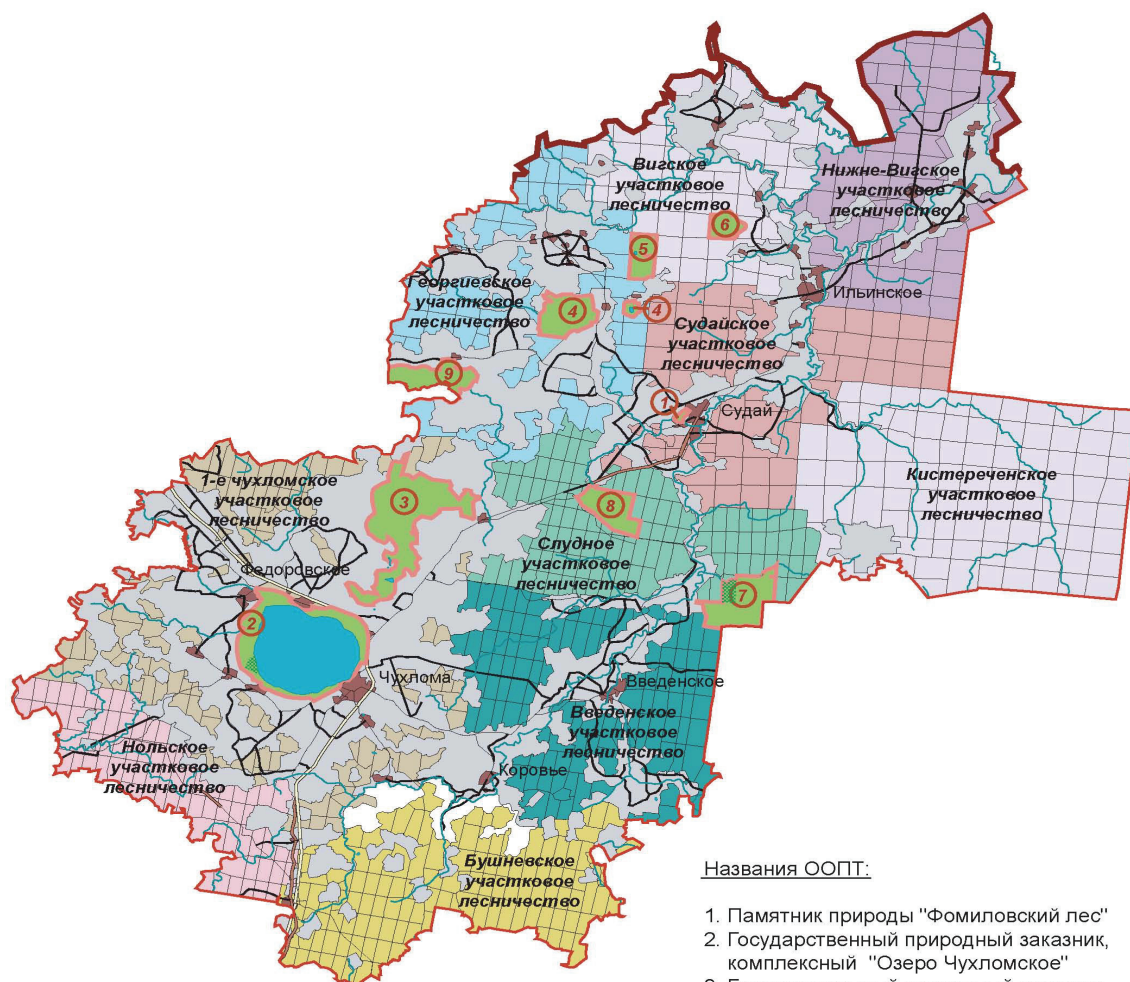 Вигское
участковое
лесничество
Нижне-Вигское
участковое
лесничество
6
5
Георгиевское
участковое
лесничество
Ильинское
4
4
Судайское
участковое
лесничество
9
1
Судай
1-е чухломское
участковое
лесничество
3
Кистереченское
участковое
лесничество
8
Слудное
участковое
лесничество
Федоровское
7
2
Чухлома
Введенское
Введенское
участковое
лесничество
Нольское
участковое
лесничество
Коровье
Бушневское
участковое
лесничество
Названия ООПТ:
1. Памятник природы "Фомиловский лес"
2. Государственный природный заказник,
комплексный "Озеро Чухломское"